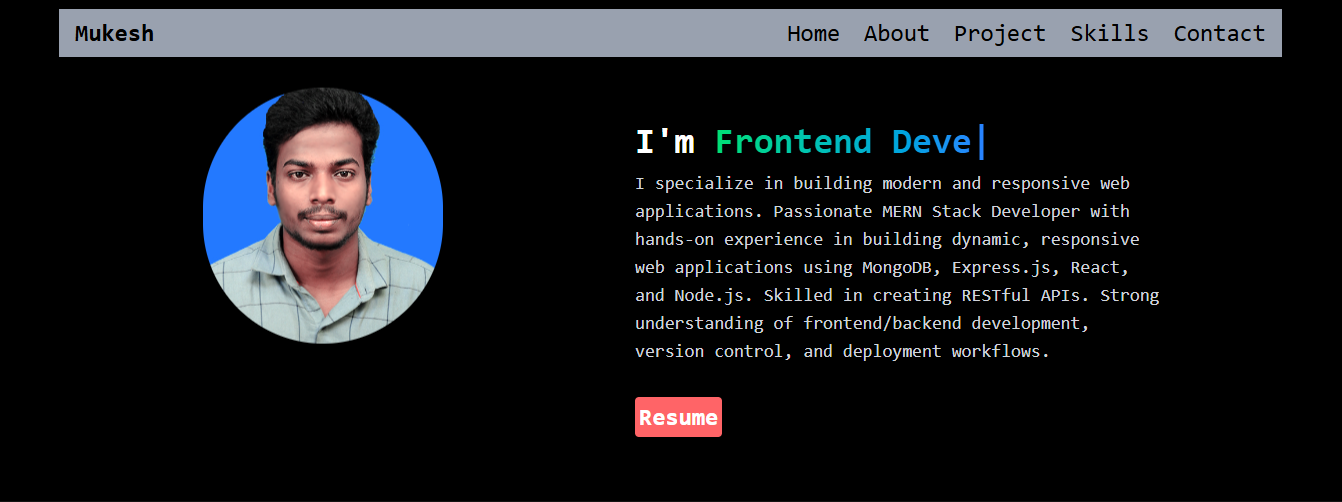 Mukesh Home About Project Skills Contact
I'm Frontend Deve|
I specialize in building modern and responsive web
applications. Passionate MERN Stack Developer with
hands-on experience in building dynamic, responsive
web applications using MongoDB, Express.js, React,
and Node.js. Skilled in creating RESTful APIs. Strong
understanding of frontend/backend development,
version control, and deployment workflows.
Resume